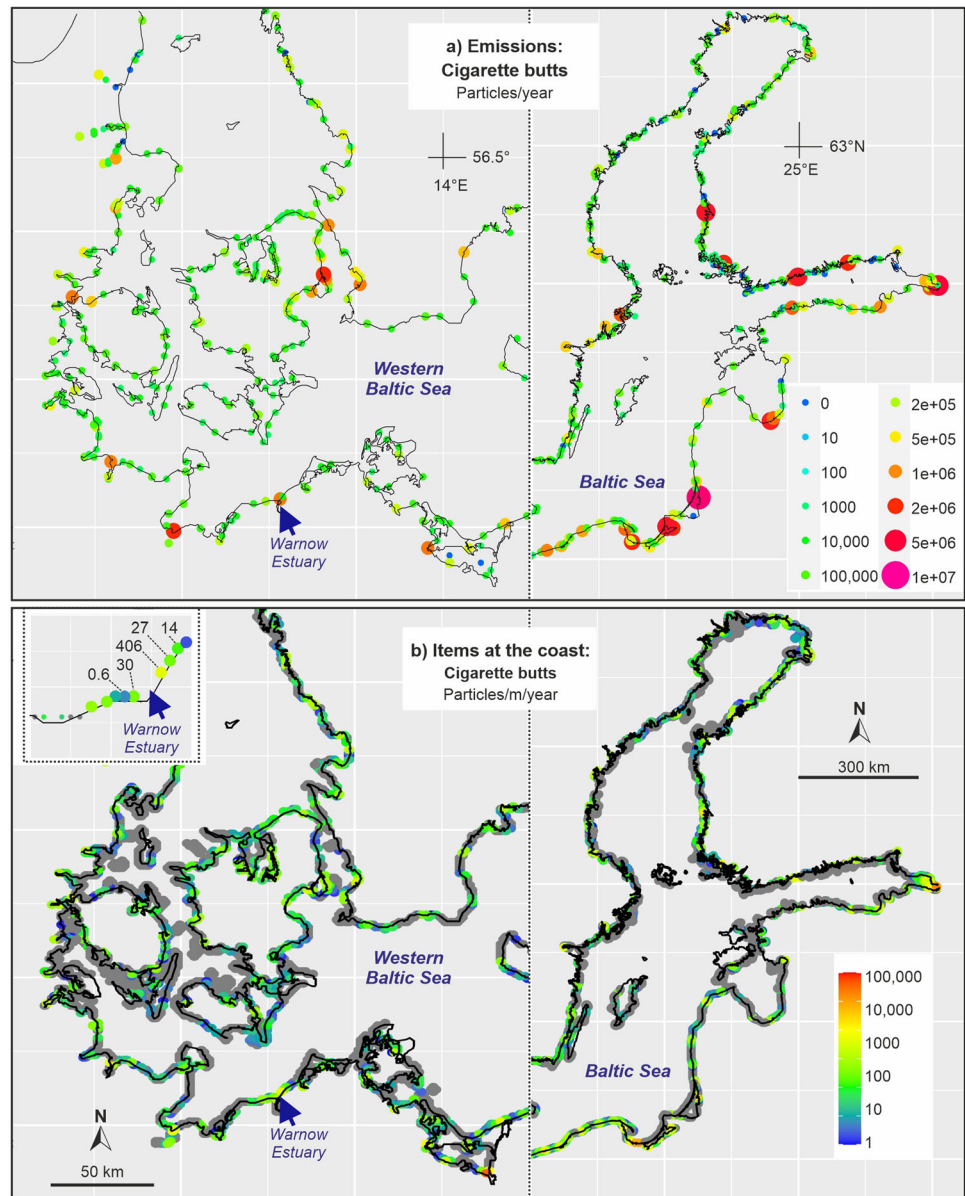 a) Emissions:
Cigarette butts
Particles/year
56.5°
14°E
63°N
25°E
Western
Baltic Sea
Baltic Sea
Warnow
Estuary
0
10
100
1000
10,000
100,000
2e+05
5e+05
1e+06
2e+06
5e+06
1e+07
b) Items at the coast:
Cigarette butts
Particles/m/year
27
14
406
30
0.6
Warnow
Estuary
N
300 km
Western
Baltic Sea
Baltic Sea
Warnow
Estuary
N
50 km
100,000
10,000
1000
100
10
1